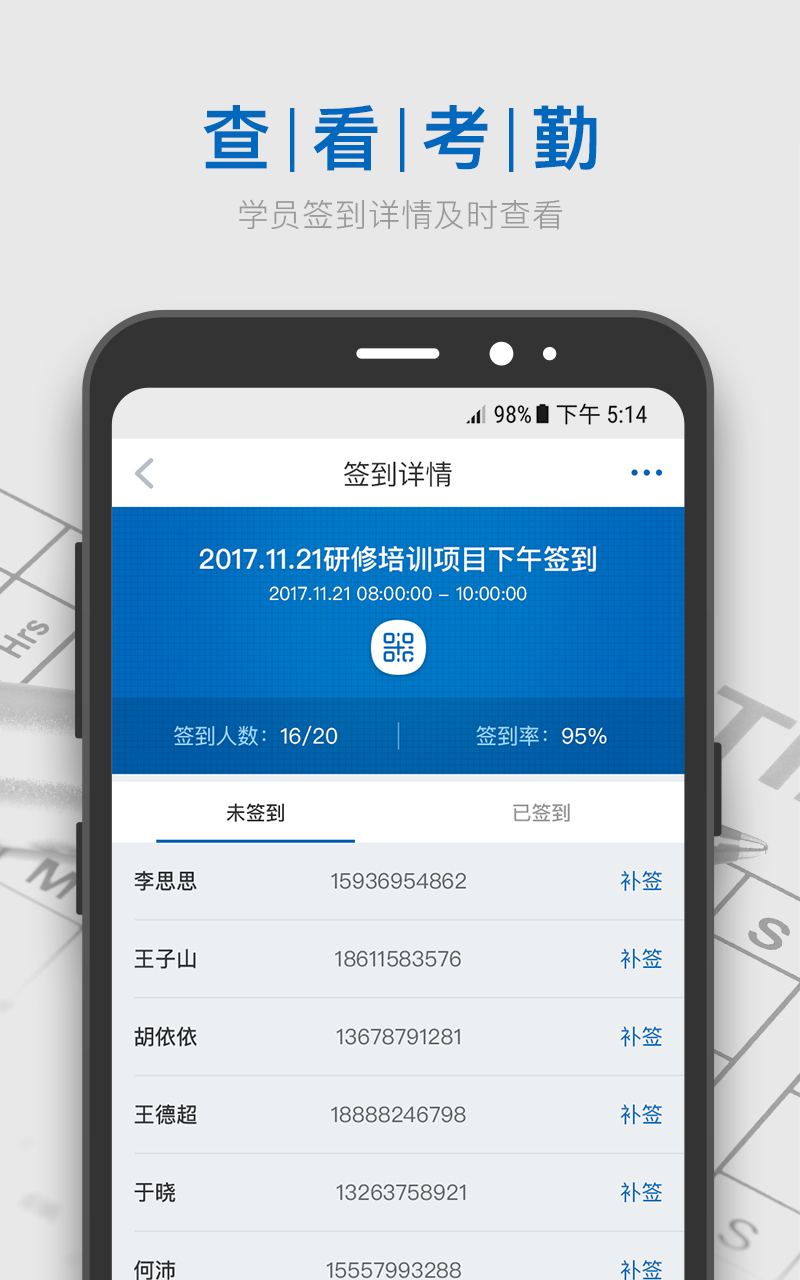 查|看|考|勤
学员签到详情及时查看
98% 下午 5:14
签到详情
2017.11.21研修培训项目下午签到
2017.11.21 08:00:00 – 10:00:00
签到人数：16/20 签到率：95%
未签到 已签到
李思思 15936954862 补签
王子山 18611583576 补签
胡依依 13678791281 补签
王德超 18888246798 补签
于晓 13263758921 补签
何沛 15557993288 补签
Hrs
TI
M
S
S